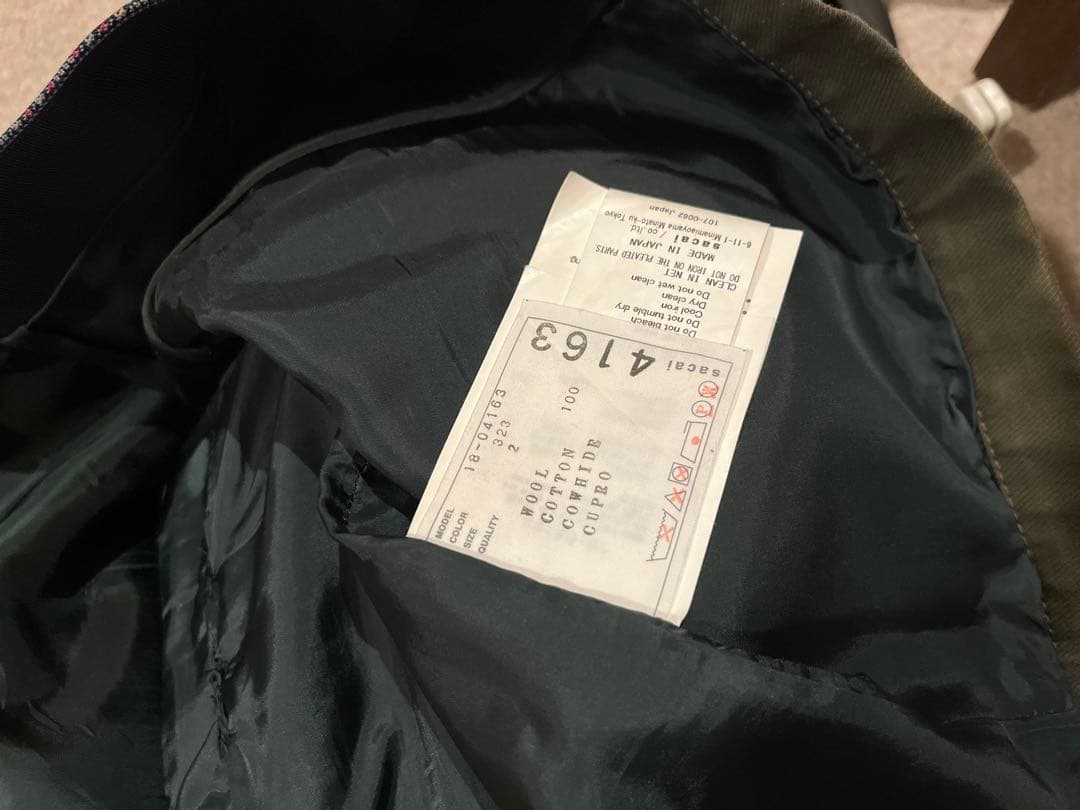 sacai 4163
MODEL 18-04163
COLOR 323
SIZE 2
QUALITY
WOOL 100
COTTON
COWHIDE
CUPRO
Do not bleach
Do not tumble dry
Cool iron
Dry clean
Do not wet clean
CLEAN IN NET
DO NOT IRON ON THE PLEATED PARTS
MADE IN JAPAN
sacai / co.,ltd.
6-11-1 Minamiaoyama Minato-ku Tokyo
107-0062 Japan